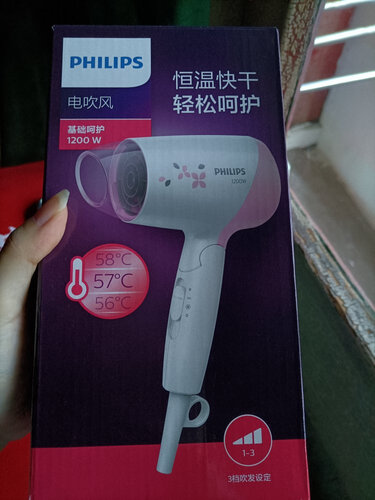 PHILIPS
电吹风
基础呵护
1200 W
恒温快干
轻松呵护
PHILIPS
1200W
58°C
57°C
56°C
1-3
3档吹发设定